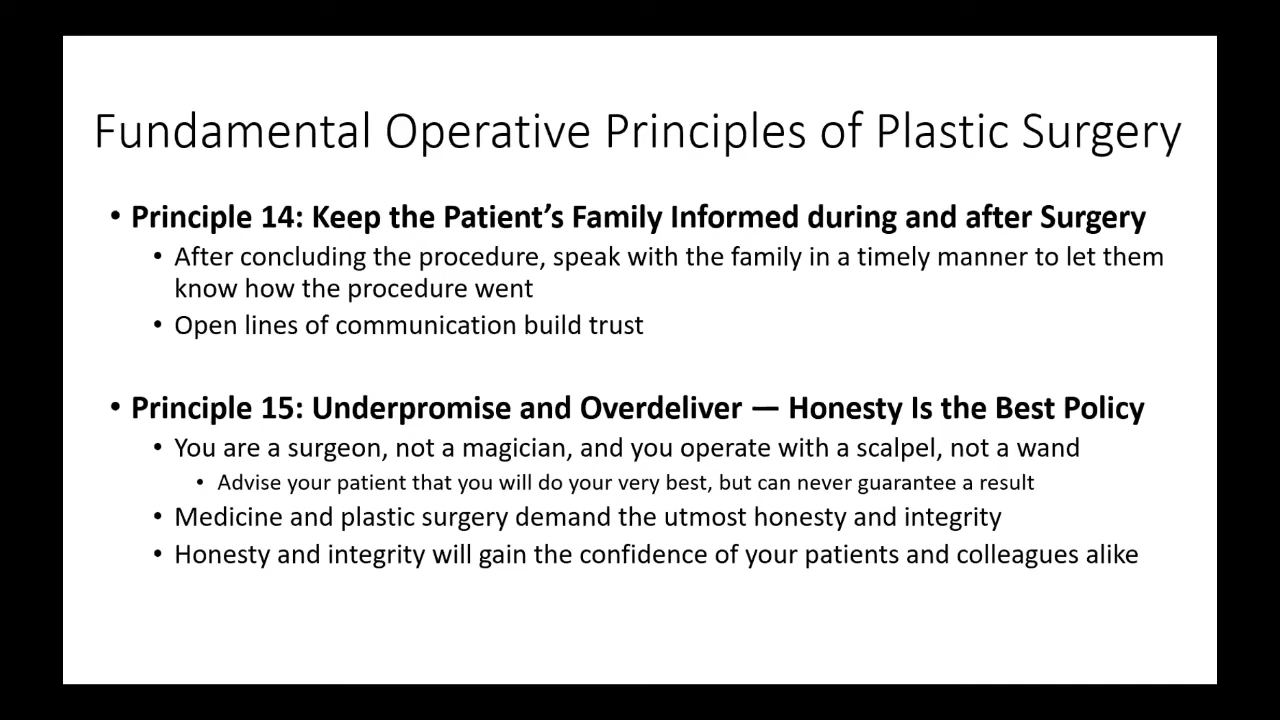 Fundamental Operative Principles of Plastic Surgery
• Principle 14: Keep the Patient’s Family Informed during and after Surgery
• After concluding the procedure, speak with the family in a timely manner to let them
know how the procedure went
• Open lines of communication build trust
• Principle 15: Underpromise and Overdeliver — Honesty Is the Best Policy
• You are a surgeon, not a magician, and you operate with a scalpel, not a wand
• Advise your patient that you will do your very best, but can never guarantee a result
• Medicine and plastic surgery demand the utmost honesty and integrity
• Honesty and integrity will gain the confidence of your patients and colleagues alike